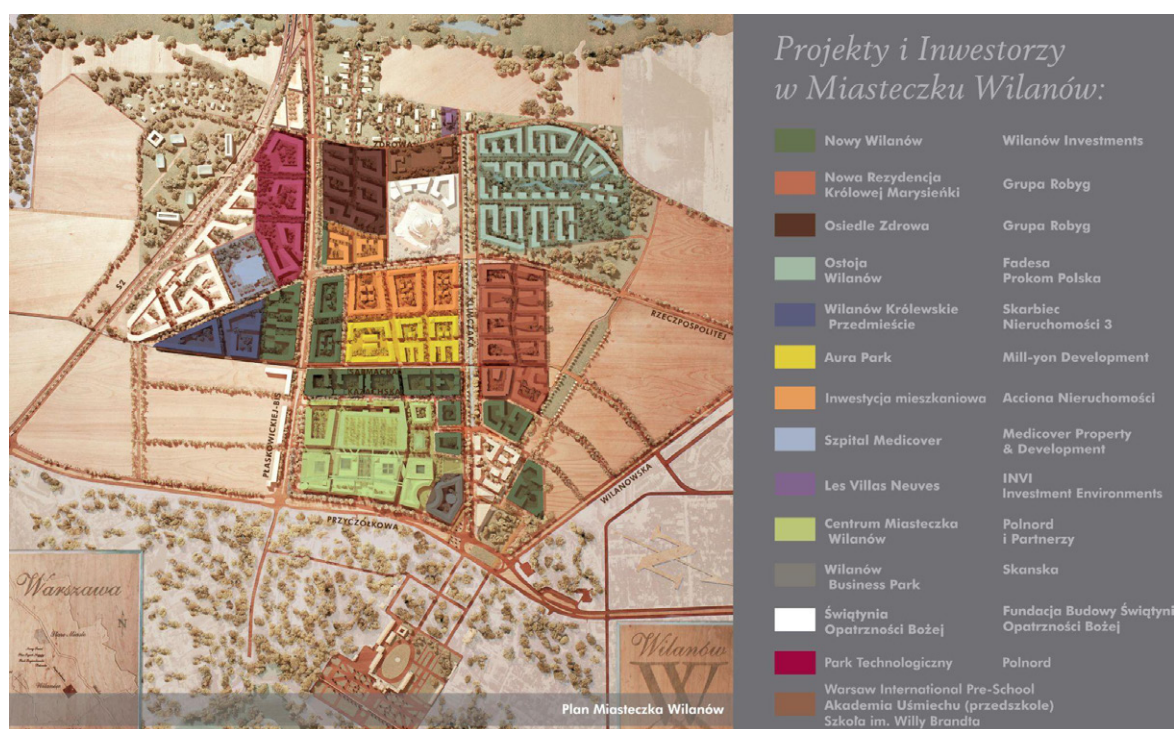 Projekty i Inwestorzy
w Miasteczku Wilanów:
Nowy Wilanów
Wilanów Investments
Nowa Rezydencja
Królowej Marysieńki
Grupa Robyg
Osiedle Zdrowa
Grupa Robyg
Ostoja
Wilanów
Fadesa
Prokom Polska
Wilanów Królewskie
Przedmieście
Skarbiec
Nieruchomości 3
Aura Park
Mill-yon Development
Inwestycja mieszkaniowa
Acciona Nieruchomości
Szpital Medicover
Medicover Property
& Development
Les Villas Neuves
INVI
Investment Environments
Centrum Miasteczka
Wilanów
Polnord
i Partnerzy
Wilanów
Business Park
Skanska
Świątynia
Opatrzności Bożej
Fundacja Budowy Świątyni
Opatrzności Bożej
Park Technologiczny
Polnord
Warsaw International Pre-School
Akademia Uśmiechu (przedszkole)
Szkoła im. Willy Brandta
ZDROWA
S2
KLIMCZAKA
RZECZPOSPOLITEJ
SARMACKA
KAZACHSKA
PŁASKOWICKIEJ-BIS
WILANOWSKA
PRZYCZÓŁKOWA
Warszawa
Wilanów
W
Plan Miasteczka Wilanów